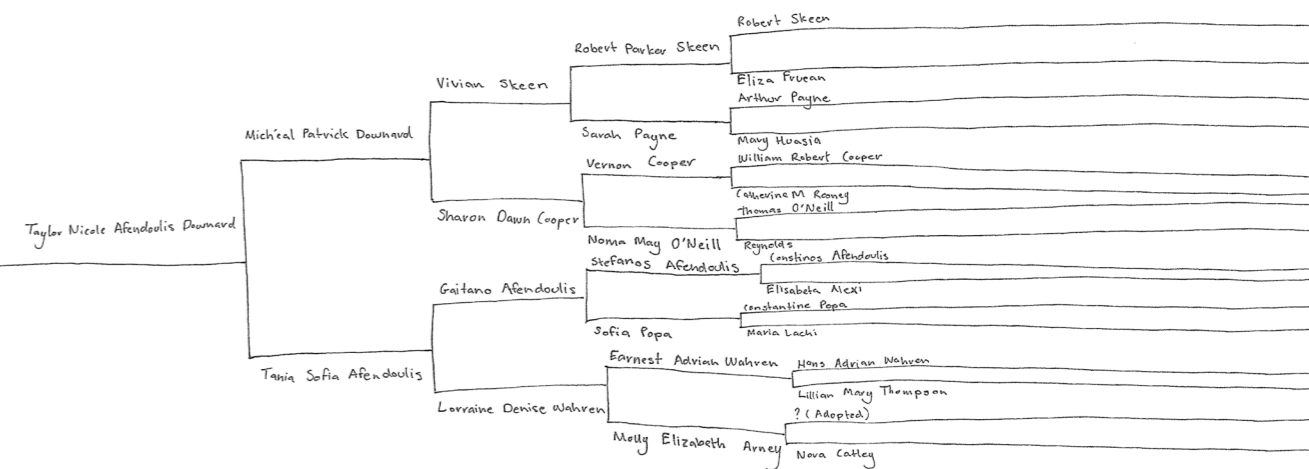 Robert Skeen
Robert Parker Skeen
Eliza Fruean
Vivian Skeen
Arthur Payne
Sarah Payne
Mary Huasia
Micheal Patrick Downard
William Robert Cooper
Vernon Cooper
Catherine M Rooney
Sharon Dawn Cooper
Thomas O'Neill
Noma May O'Neill
Reynolds
Taylor Nicole Afendoulis Downard
Constinos Afendoulis
Stefanos Afendoulis
Elisabeta Alexi
Gaitano Afendoulis
Constantine Popa
Sofia Popa
Maria Lachi
Tania Sofia Afendoulis
Hans Adrian Wahren
Earnest Adrian Wahren
Lillian Mary Thompson
Lorraine Denise Wahren
? (Adopted)
Molly Elizabeth Arney
Nova Catley